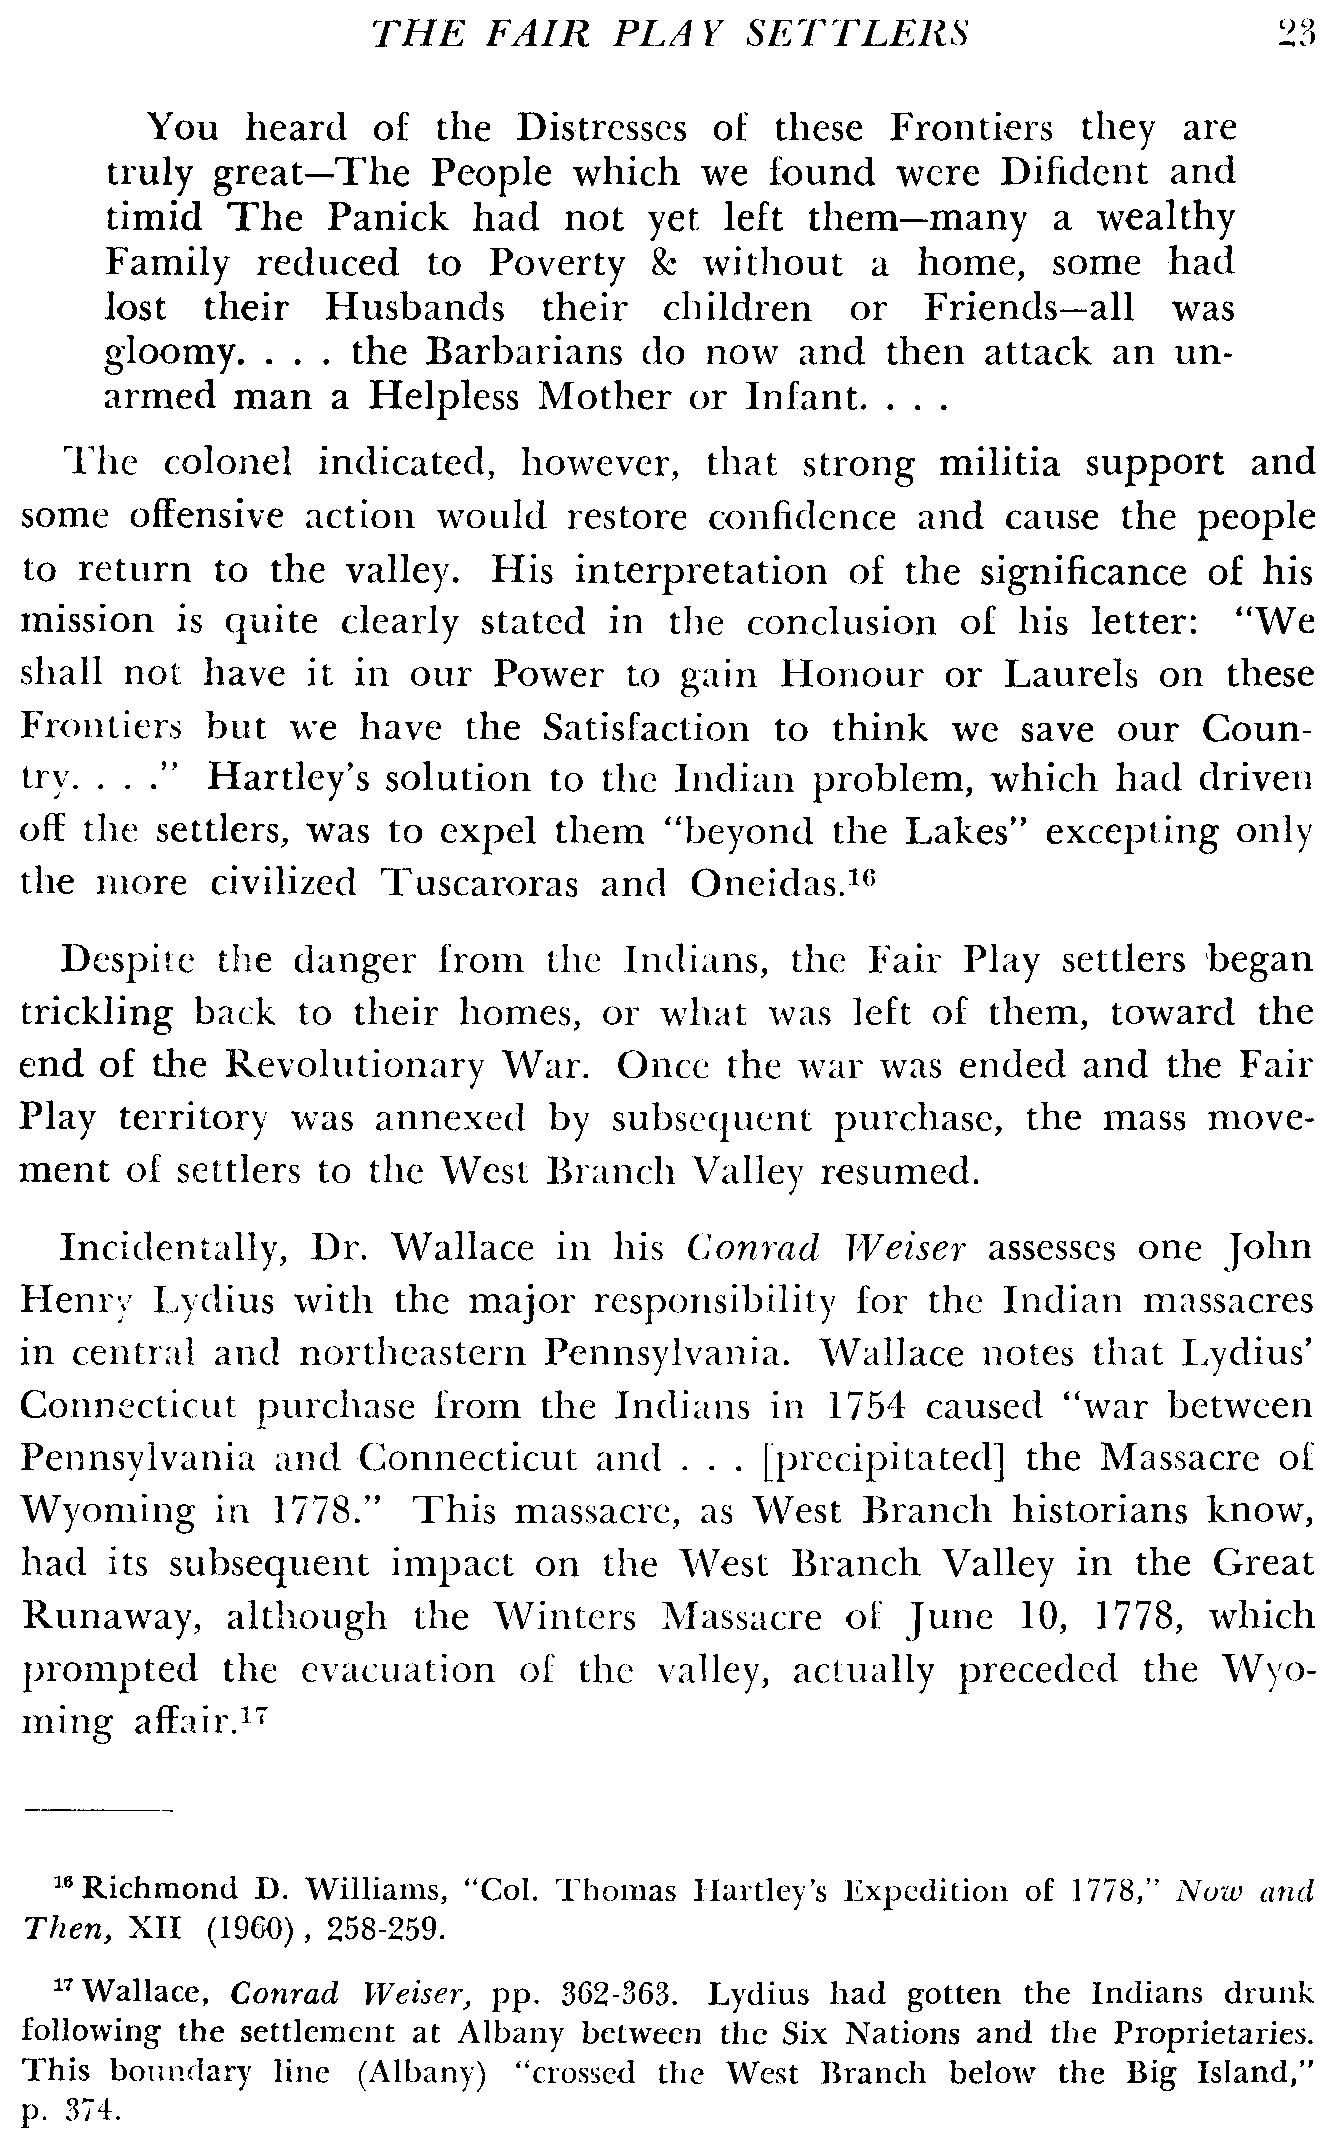 THE FAIR PLAY SETTLERS 23
You heard of the Distresses of these Frontiers they are
truly great—The People which we found were Difident and
timid The Panick had not yet left them—many a wealthy
Family reduced to Poverty & without a home, some had
lost their Husbands their children or Friends—all was
gloomy. . . . the Barbarians do now and then attack an un-
armed man a Helpless Mother or Infant. . . .
The colonel indicated, however, that strong militia support and
some offensive action would restore confidence and cause the people
to return to the valley. His interpretation of the significance of his
mission is quite clearly stated in the conclusion of his letter: “We
shall not have it in our Power to gain Honour or Laurels on these
Frontiers but we have the Satisfaction to think we save our Coun-
try. . . .” Hartley’s solution to the Indian problem, which had driven
off the settlers, was to expel them “beyond the Lakes” excepting only
the more civilized Tuscaroras and Oneidas.¹⁶
Despite the danger from the Indians, the Fair Play settlers began
trickling back to their homes, or what was left of them, toward the
end of the Revolutionary War. Once the war was ended and the Fair
Play territory was annexed by subsequent purchase, the mass move-
ment of settlers to the West Branch Valley resumed.
Incidentally, Dr. Wallace in his Conrad Weiser assesses one John
Henry Lydius with the major responsibility for the Indian massacres
in central and northeastern Pennsylvania. Wallace notes that Lydius’
Connecticut purchase from the Indians in 1754 caused “war between
Pennsylvania and Connecticut and . . . [precipitated] the Massacre of
Wyoming in 1778.” This massacre, as West Branch historians know,
had its subsequent impact on the West Branch Valley in the Great
Runaway, although the Winters Massacre of June 10, 1778, which
prompted the evacuation of the valley, actually preceded the Wyo-
ming affair.¹⁷
¹⁶ Richmond D. Williams, “Col. Thomas Hartley’s Expedition of 1778,” Now and
Then, XII (1960), 258-259.
¹⁷ Wallace, Conrad Weiser, pp. 362-363. Lydius had gotten the Indians drunk
following the settlement at Albany between the Six Nations and the Proprietaries.
This boundary line (Albany) “crossed the West Branch below the Big Island,”
p. 374.